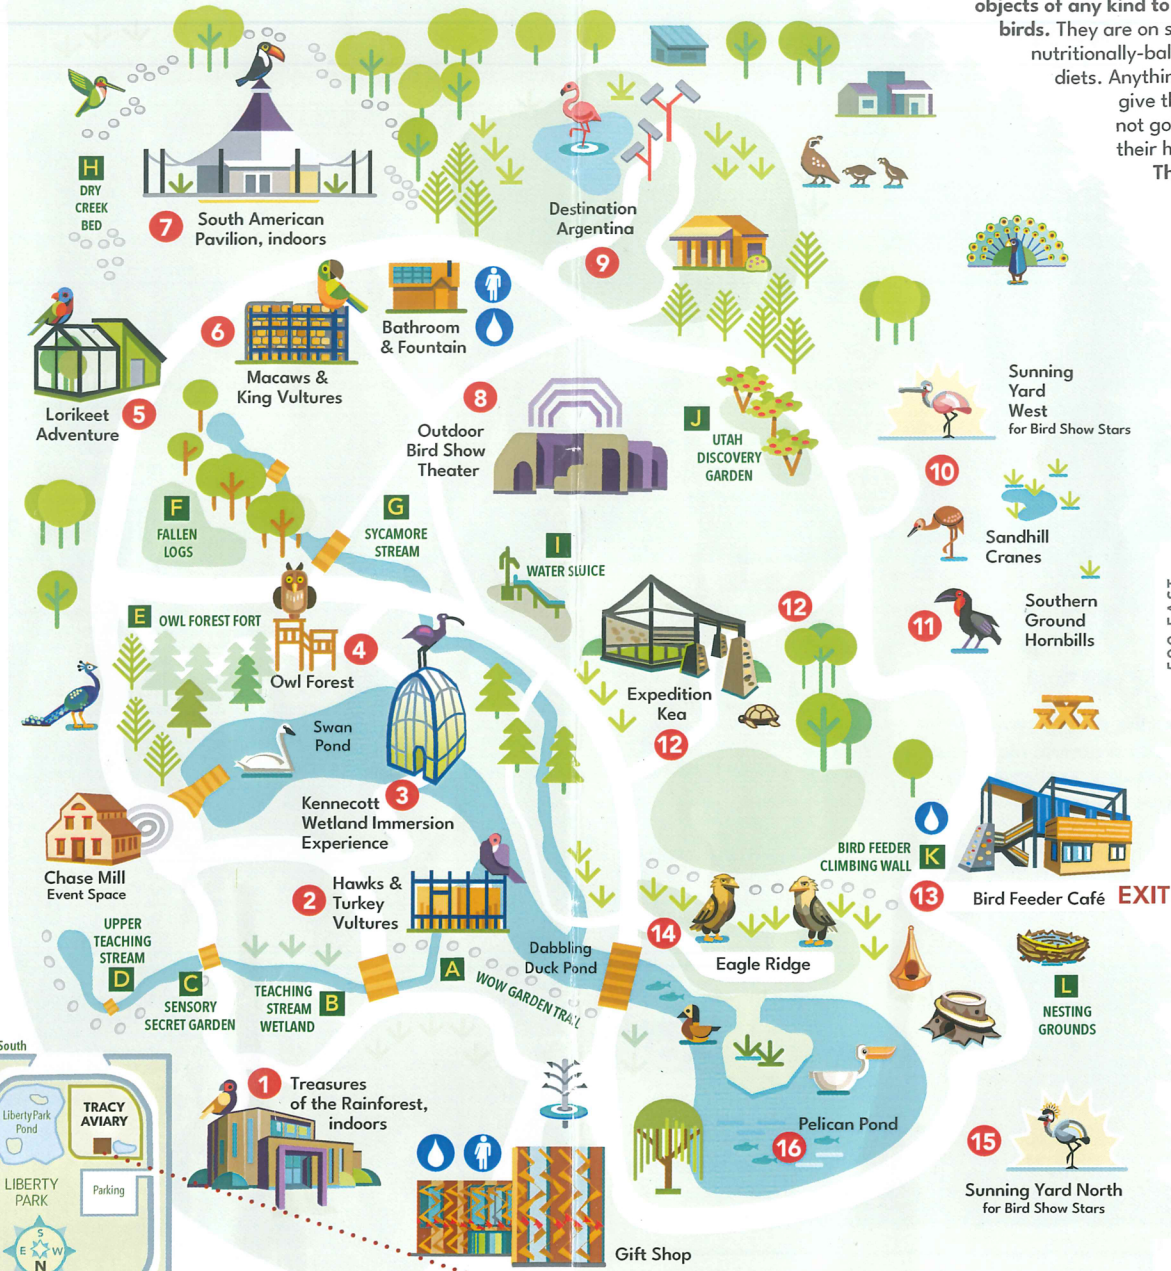 objects of any kind to
birds. They are on s
nutritionally-bal
diets. Anythin
give th
not go
their h
Th
H
DRY
CREEK
BED
7
South American
Pavilion, indoors
Destination
Argentina
9
6
Macaws &
King Vultures
Bathroom
& Fountain
Lorikeet
Adventure
5
8
Outdoor
Bird Show
Theater
J
UTAH
DISCOVERY
GARDEN
Sunning
Yard
West
for Bird Show Stars
10
Sandhill
Cranes
F
FALLEN
LOGS
G
SYCAMORE
STREAM
I
WATER SLUICE
E
OWL FOREST FORT
4
Owl Forest
12
11
Southern
Ground
Hornbills
Expedition
Kea
12
Swan
Pond
3
Kennecott
Wetland Immersion
Experience
Chase Mill
Event Space
2
Hawks &
Turkey
Vultures
BIRD FEEDER
CLIMBING WALL
K
13
Bird Feeder Café
EXIT
14
Eagle Ridge
Dabbling
Duck Pond
UPPER
TEACHING
STREAM
D
C
SENSORY
SECRET GARDEN
TEACHING
STREAM
WETLAND
B
A
WOW GARDEN TRAIL
L
NESTING
GROUNDS
South
Liberty Park
Pond
TRACY
AVIARY
LIBERTY
PARK
Parking
S
E
W
N
1
Treasures
of the Rainforest,
indoors
Pelican Pond
16
15
Sunning Yard North
for Bird Show Stars
Gift Shop